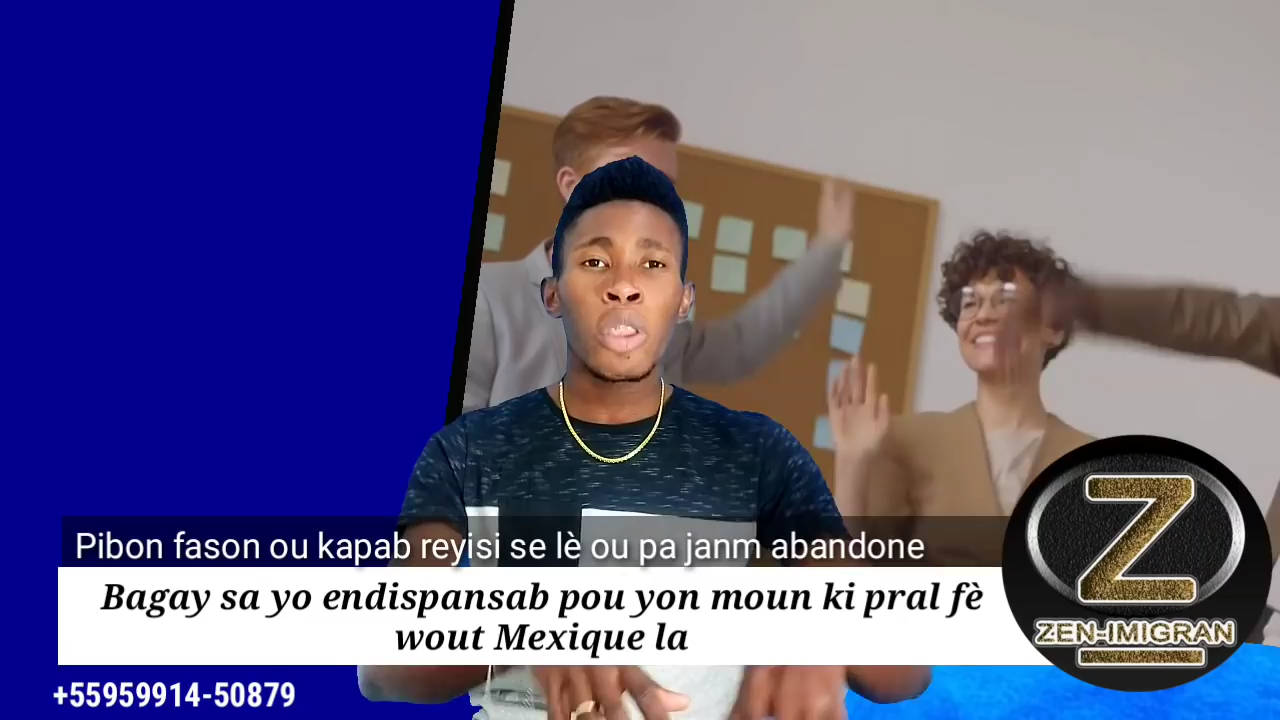 Pibon fason ou kapab reyisi se lè ou pa janm abandone
Bagay sa yo endispansab pou yon moun ki pral fè
wout Mexique la
Z
ZEN-IMIGRAN
+55959914-50879